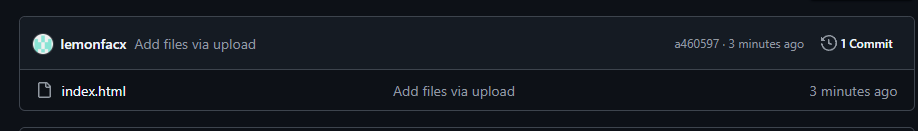 lemonfacx Add files via upload a460597 · 3 minutes ago 1 Commit
index.html Add files via upload 3 minutes ago